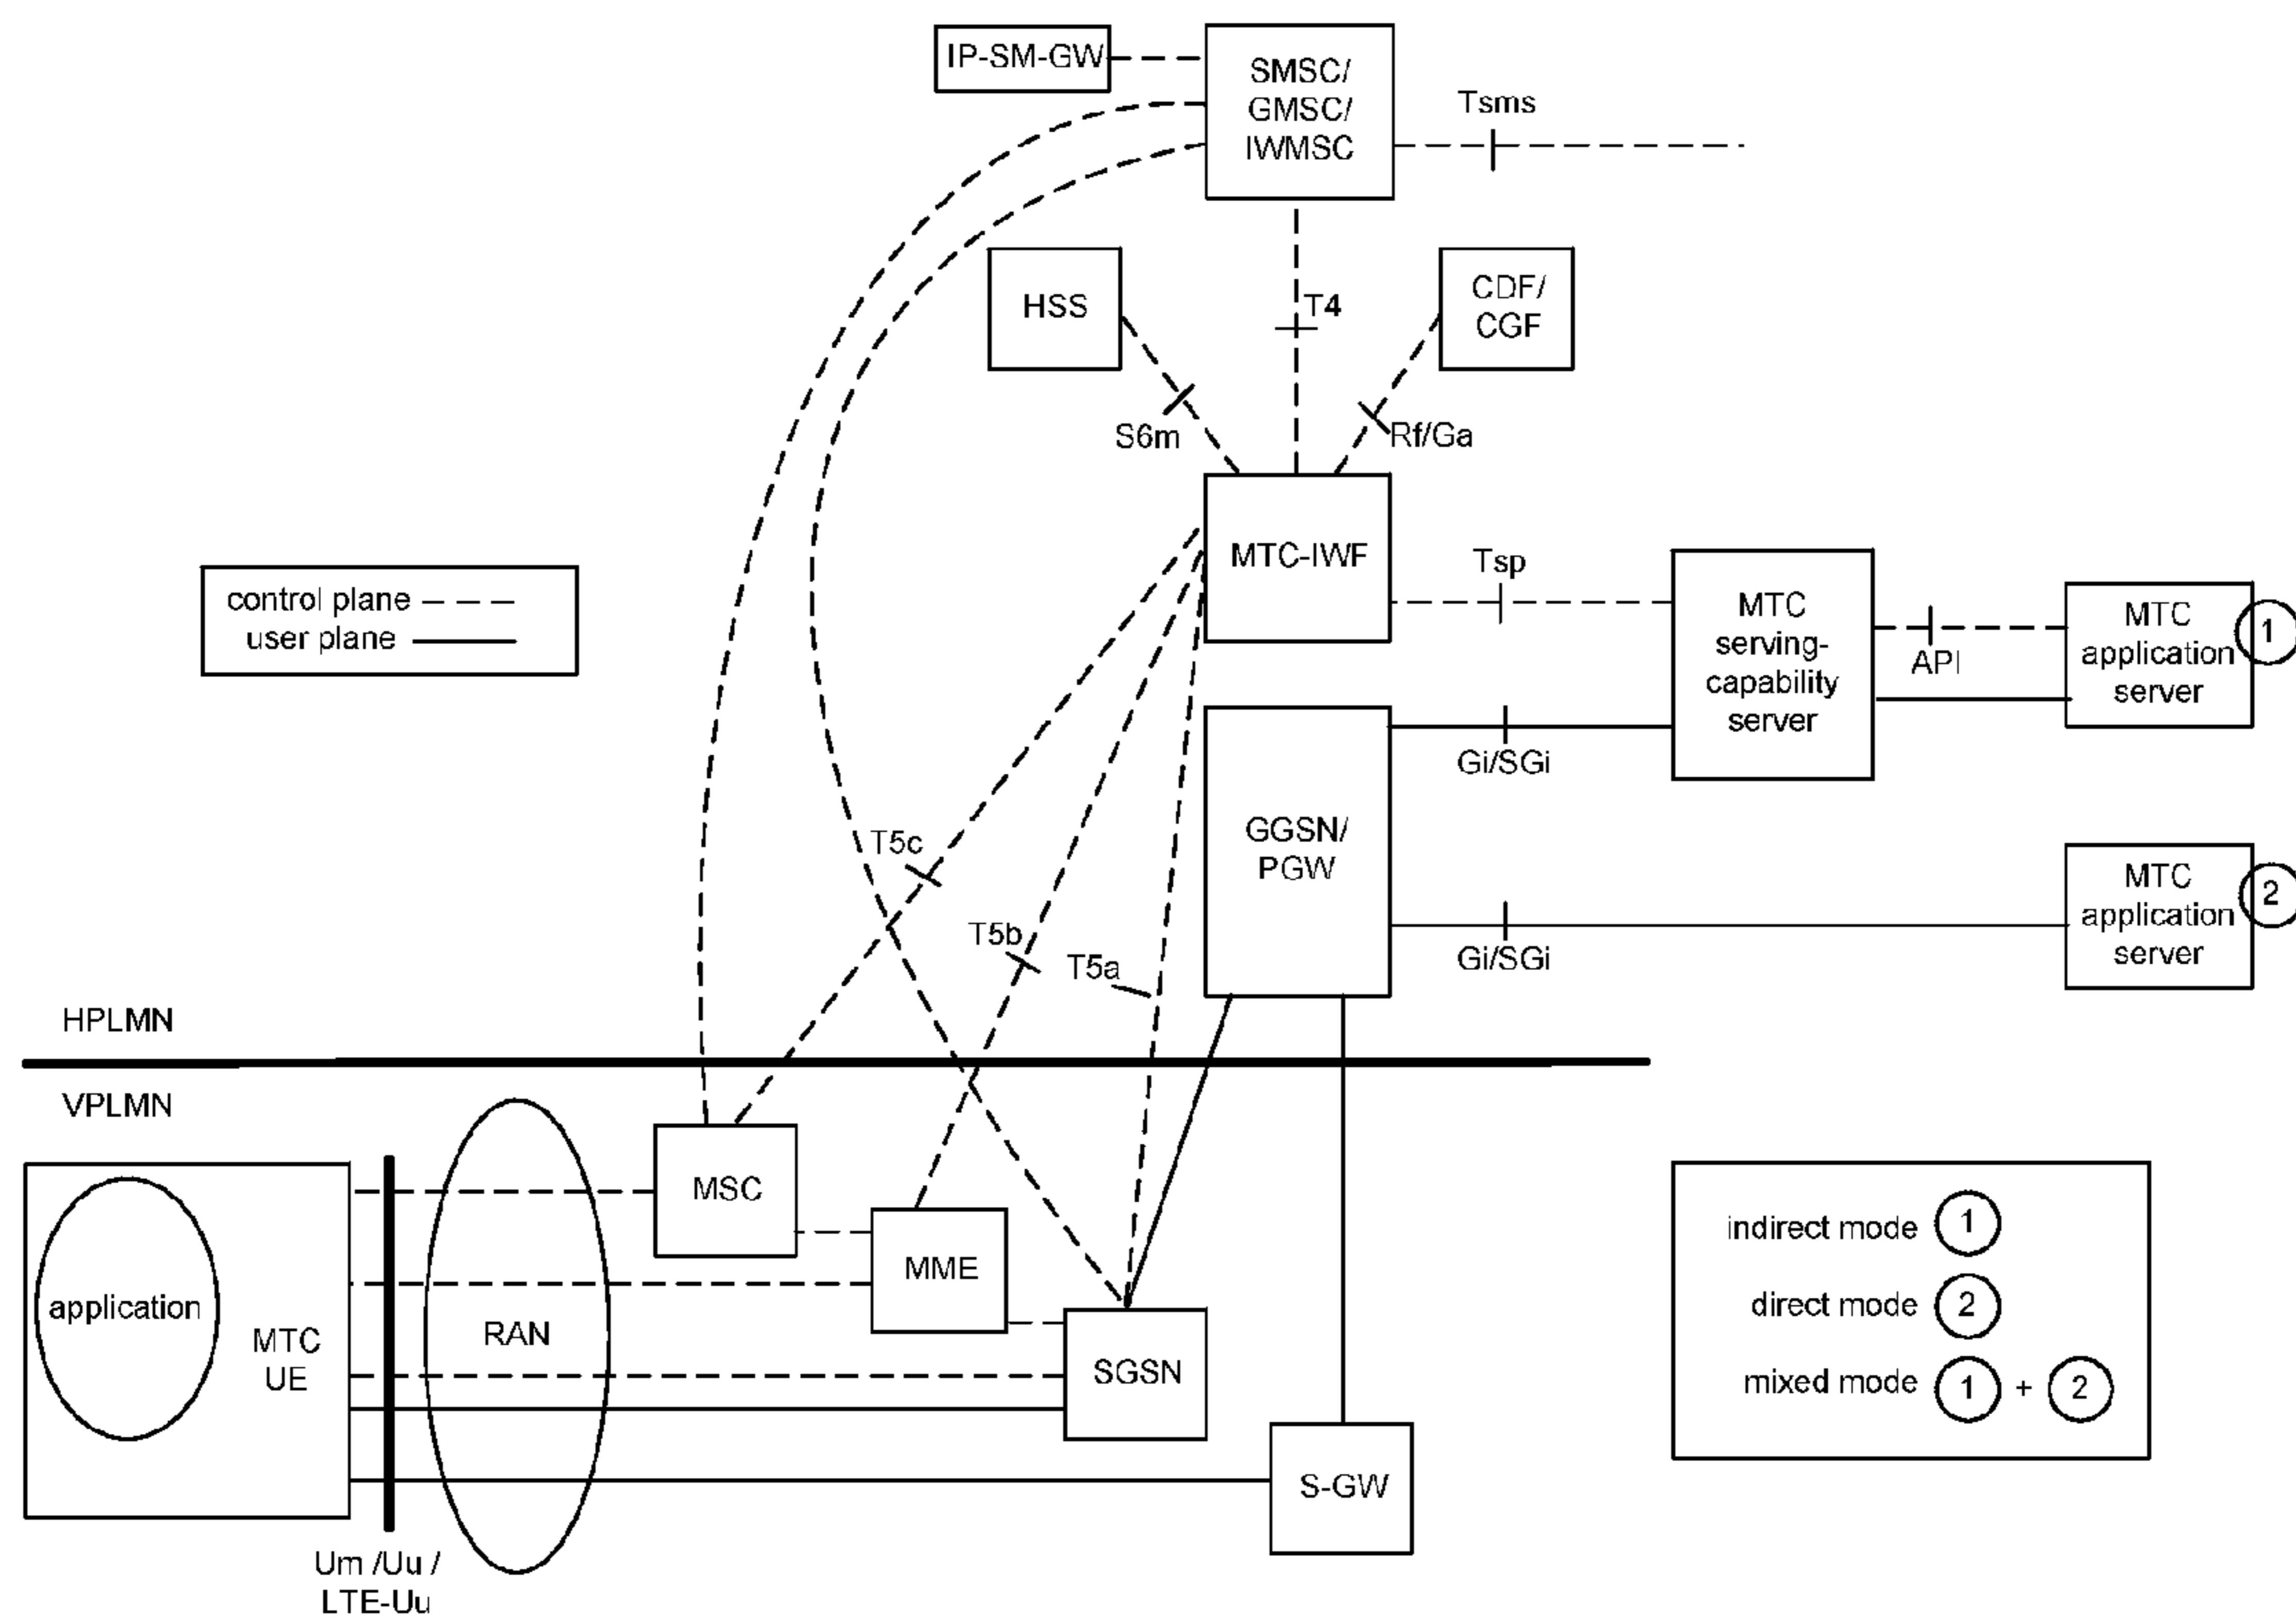 IP-SM-GW
SMSC/
GMSC/
IWMSC
Tsms
HSS
T4
CDF/
CGF
S6m
Rf/Ga
MTC-IWF
Tsp
MTC
serving-
capability
server
API
MTC
application
server
1
control plane
user plane
Gi/SGi
GGSN/
PGW
T5c
T5b
T5a
Gi/SGi
MTC
application
server
2
HPLMN
VPLMN
MSC
MME
SGSN
S-GW
application
MTC
UE
RAN
Um /Uu /
LTE-Uu
indirect mode 1
direct mode 2
mixed mode 1 + 2